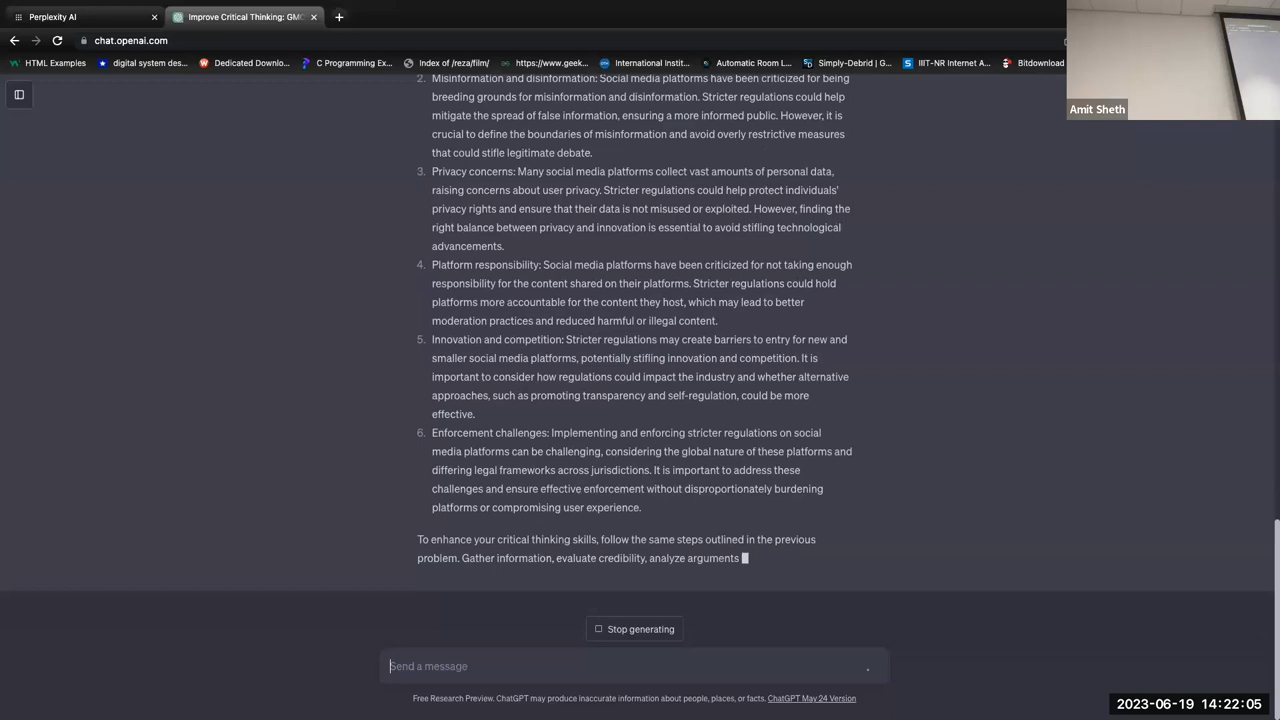 Perplexity AI
Improve Critical Thinking: GMC
chat.openai.com
HTML Examples
digital system des...
Dedicated Downlo...
C Programming Ex...
Index of /reza/film/
https://www.geek...
International Instit...
Automatic Room L...
Simply-Debrid | G...
IIIT-NR Internet A...
Bitdownload
Amit Sheth
2. Misinformation and disinformation: Social media platforms have been criticized for being
breeding grounds for misinformation and disinformation. Stricter regulations could help
mitigate the spread of false information, ensuring a more informed public. However, it is
crucial to define the boundaries of misinformation and avoid overly restrictive measures
that could stifle legitimate debate.
3. Privacy concerns: Many social media platforms collect vast amounts of personal data,
raising concerns about user privacy. Stricter regulations could help protect individuals'
privacy rights and ensure that their data is not misused or exploited. However, finding the
right balance between privacy and innovation is essential to avoid stifling technological
advancements.
4. Platform responsibility: Social media platforms have been criticized for not taking enough
responsibility for the content shared on their platforms. Stricter regulations could hold
platforms more accountable for the content they host, which may lead to better
moderation practices and reduced harmful or illegal content.
5. Innovation and competition: Stricter regulations may create barriers to entry for new and
smaller social media platforms, potentially stifling innovation and competition. It is
important to consider how regulations could impact the industry and whether alternative
approaches, such as promoting transparency and self-regulation, could be more
effective.
6. Enforcement challenges: Implementing and enforcing stricter regulations on social
media platforms can be challenging, considering the global nature of these platforms and
differing legal frameworks across jurisdictions. It is important to address these
challenges and ensure effective enforcement without disproportionately burdening
platforms or compromising user experience.
To enhance your critical thinking skills, follow the same steps outlined in the previous
problem. Gather information, evaluate credibility, analyze arguments
Stop generating
Send a message
Free Research Preview. ChatGPT may produce inaccurate information about people, places, or facts. ChatGPT May 24 Version
2023-06-19 14:22:05